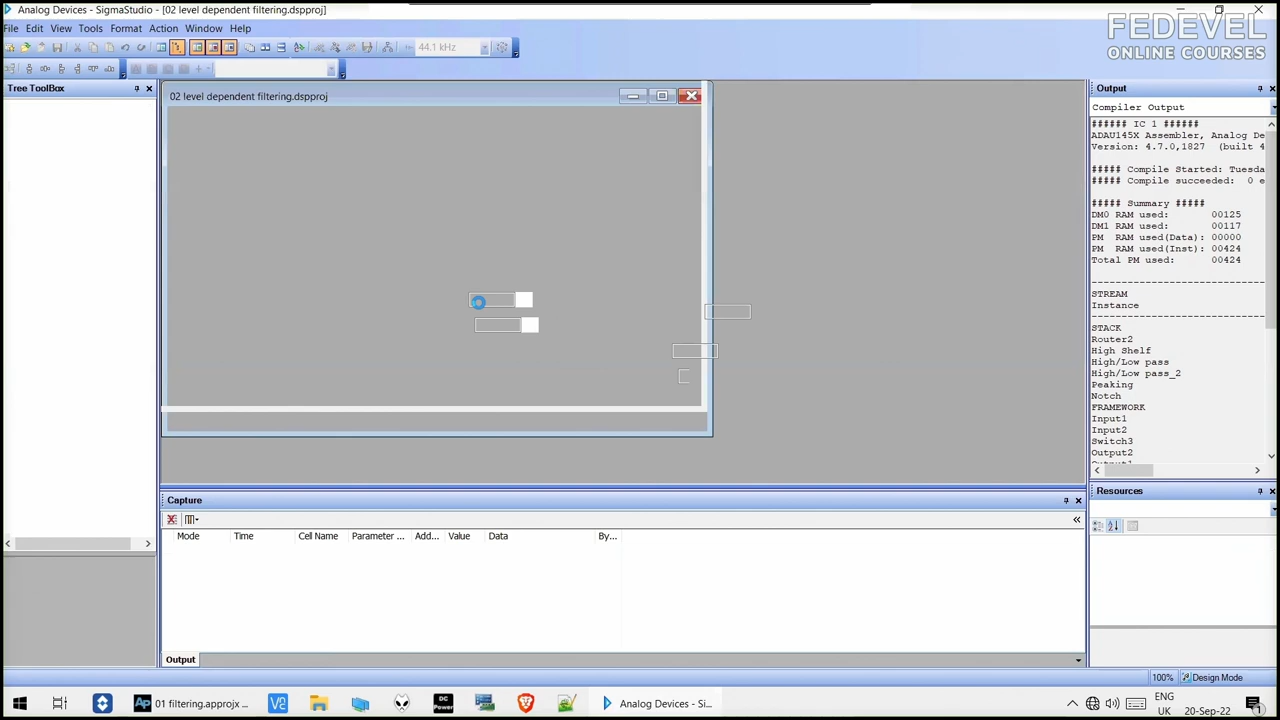 Analog Devices - SigmaStudio - [02 level dependent filtering.dspproj]
FEDEVEL
ONLINE COURSES
File Edit View Tools Format Action Window Help
44.1 kHz
Tree ToolBox
02 level dependent filtering.dspproj
Output
Compiler Output
###### IC 1 ######
ADAU145X Assembler, Analog De
Version: 4.7.0,1827 (built 4
##### Compile Started: Tuesda
##### Compile succeeded: 0 e
##### Summary #####
DM0 RAM used: 00125
DM1 RAM used: 00117
PM RAM used(Data): 00000
PM RAM used(Inst): 00424
Total PM used: 00424
STREAM
Instance
STACK
Router2
High Shelf
High/Low pass
High/Low pass_2
Peaking
Notch
FRAMEWORK
Input1
Input2
Switch3
Output2
Output1
Resources
Capture
Mode Time Cell Name Parameter ... Add... Value Data By...
Output
100% Design Mode
01 filtering.approjx ...
V2
DC Power
Analog Devices - Si...
ENG
UK
20-Sep-22
1